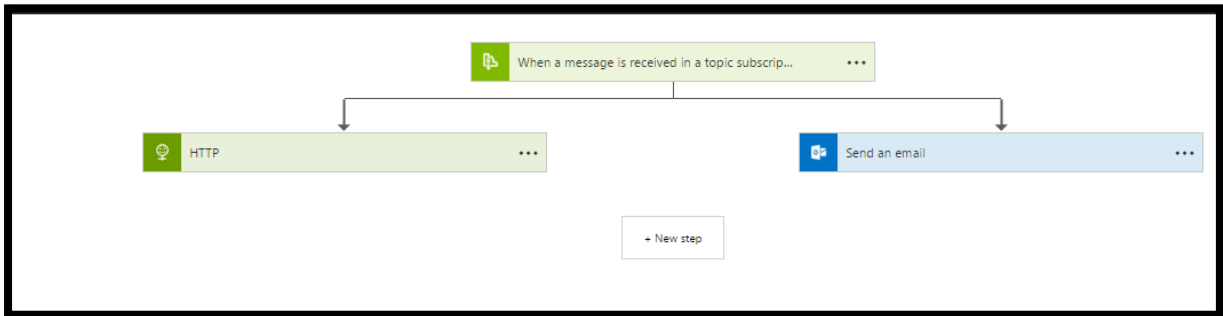 When a message is received in a topic subscrip...
HTTP
Send an email
+ New step